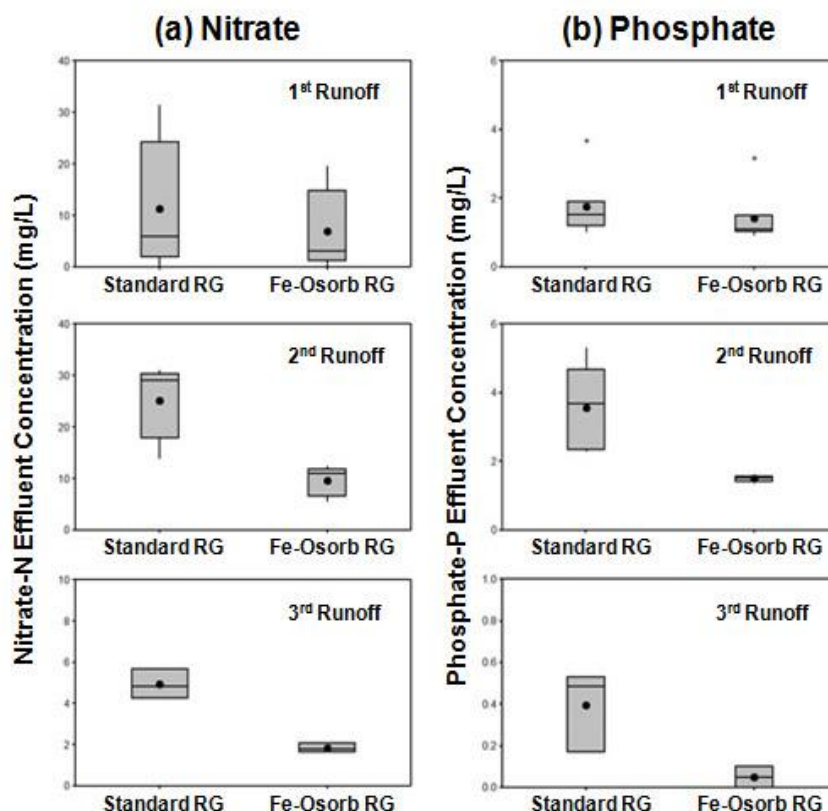 (a) Nitrate
(b) Phosphate
Nitrate-N Effluent Concentration (mg/L)
40
30
20
10
0
1st Runoff
Standard RG
Fe-Osorb RG
40
30
20
10
0
2nd Runoff
Standard RG
Fe-Osorb RG
10
8
6
4
2
0
3rd Runoff
Standard RG
Fe-Osorb RG
Phosphate-P Effluent Concentration (mg/L)
6
4
2
0
1st Runoff
Standard RG
Fe-Osorb RG
6
4
2
0
2nd Runoff
Standard RG
Fe-Osorb RG
1.0
0.8
0.6
0.4
0.2
0.0
3rd Runoff
Standard RG
Fe-Osorb RG